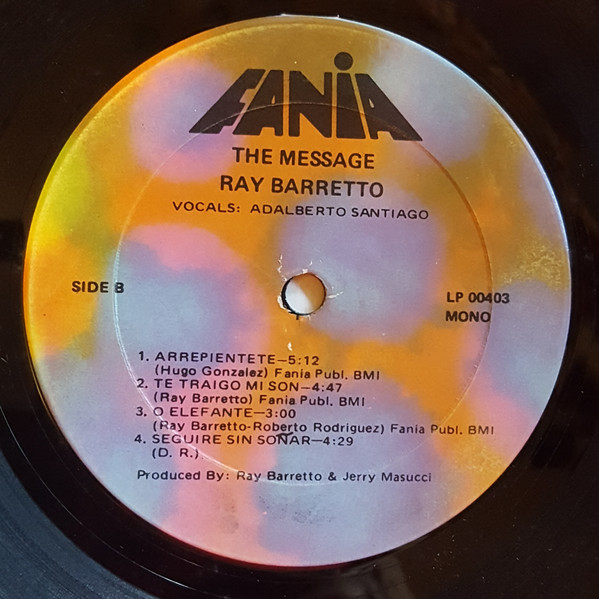 FANIA
THE MESSAGE
RAY BARRETTO
VOCALS: ADALBERTO SANTIAGO
SIDE B
LP 00403
MONO
1. ARREPIENTETE—5:12
(Hugo Gonzalez) Fania Publ. BMI
2. TE TRAIGO MI SON—4:47
(Ray Barretto) Fania Publ. BMI
3. O ELEFANTE—3:00
(Ray Barretto-Roberto Rodriguez) Fania Publ. BMI
4. SEGUIRE SIN SOÑAR—4:29
(D. R.)
Produced By: Ray Barretto & Jerry Masucci